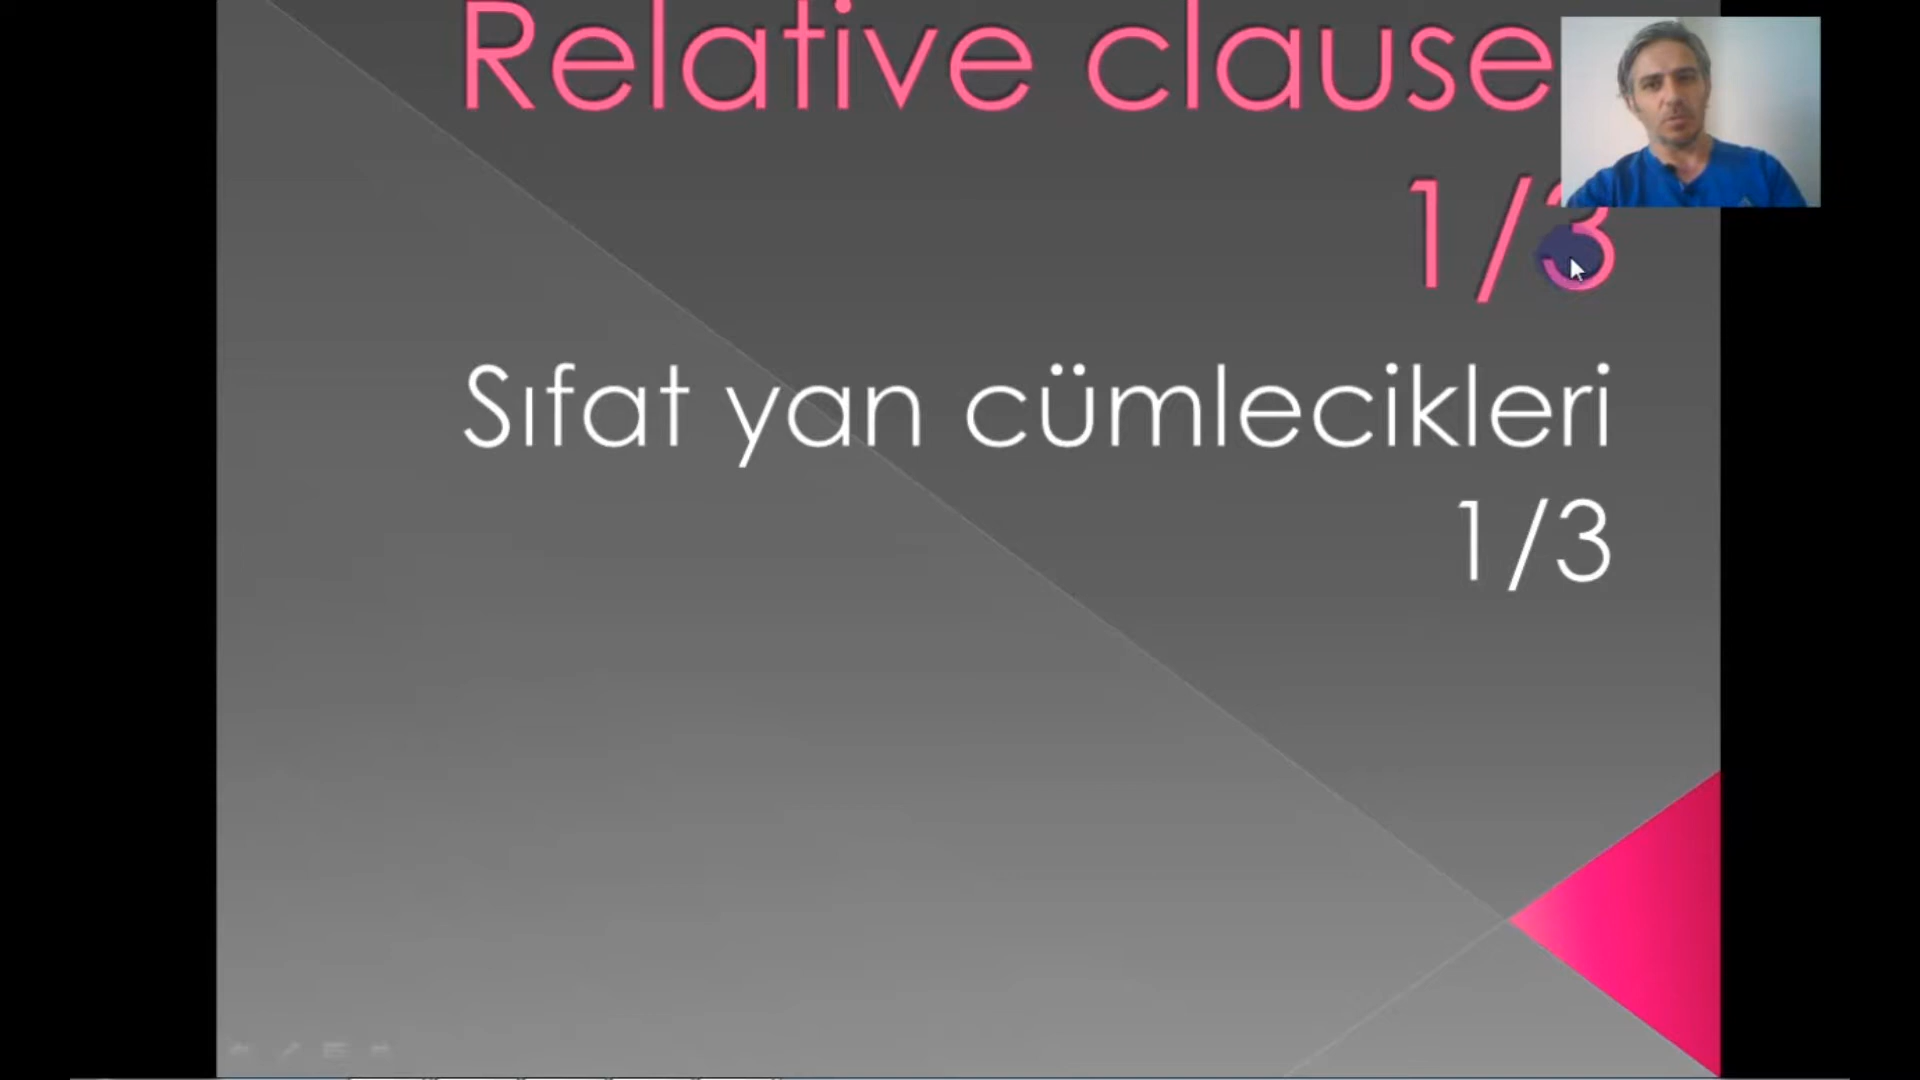 Relative clause
1/3
Sıfat yan cümlecikleri
1/3